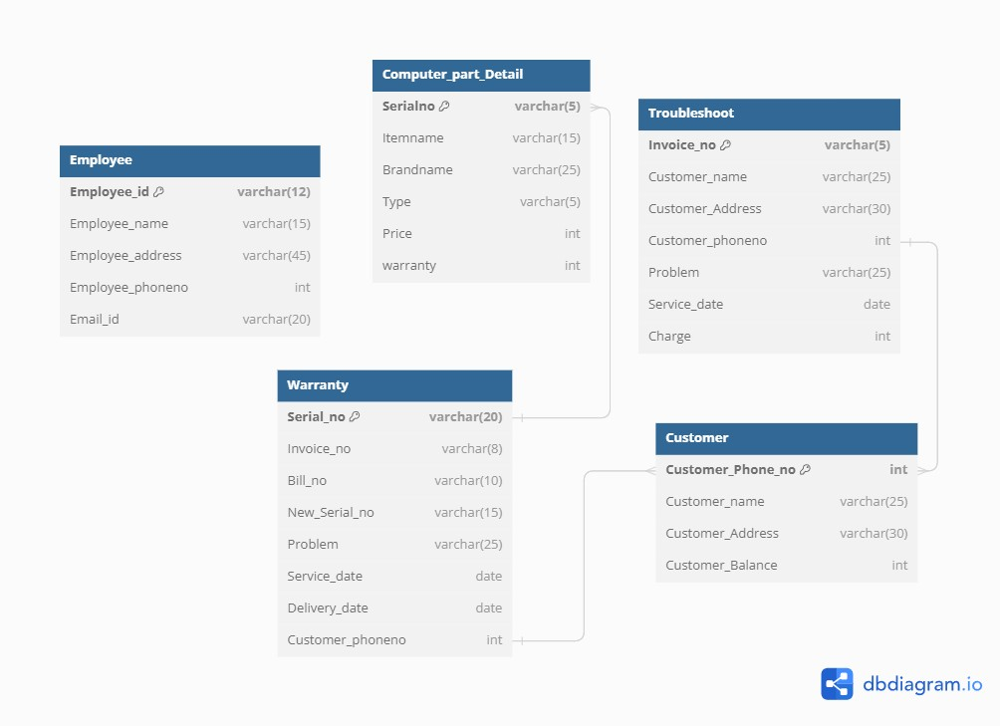 Computer_part_Detail
Serialno varchar(5)
Itemname varchar(15)
Brandname varchar(25)
Type varchar(5)
Price int
warranty int
Troubleshoot
Invoice_no varchar(5)
Customer_name varchar(25)
Customer_Address varchar(30)
Customer_phoneno int
Problem varchar(25)
Service_date date
Charge int
Employee
Employee_id varchar(12)
Employee_name varchar(15)
Employee_address varchar(45)
Employee_phoneno int
Email_id varchar(20)
Warranty
Serial_no varchar(20)
Invoice_no varchar(8)
Bill_no varchar(10)
New_Serial_no varchar(15)
Problem varchar(25)
Service_date date
Delivery_date date
Customer_phoneno int
Customer
Customer_Phone_no int
Customer_name varchar(25)
Customer_Address varchar(30)
Customer_Balance int
dbdiagram.io